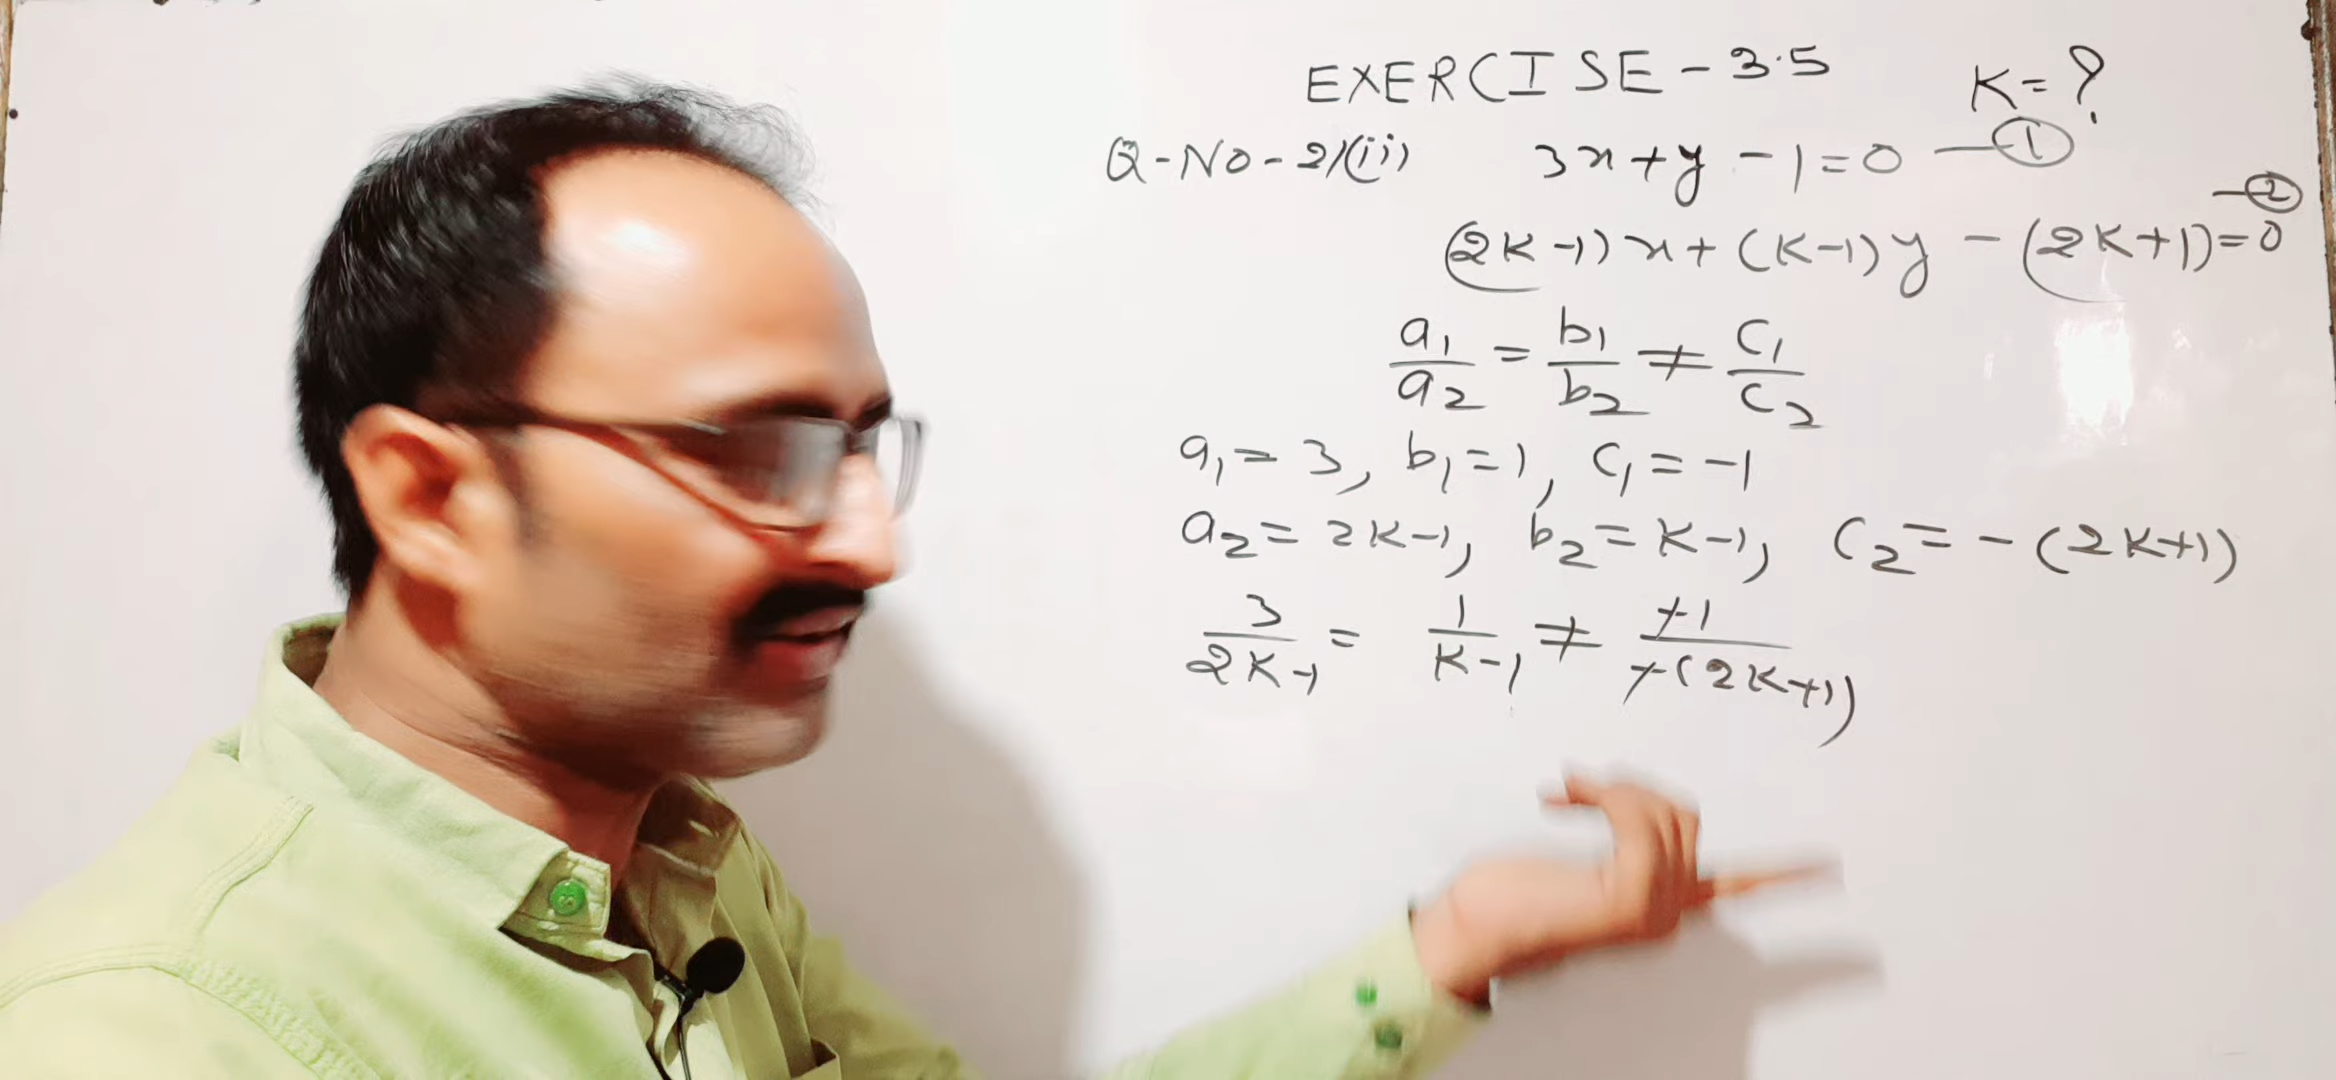 EXERCISE - 3.5
K = ?
Q-No-2/(ii) 3x + y - 1 = 0 — ①
— ②
(2K-1)x + (K-1)y - (2K+1) = 0
a₁/a₂ = b₁/b₂ ≠ c₁/c₂
a₁ = 3, b₁ = 1, c₁ = -1
a₂ = 2K-1, b₂ = K-1, c₂ = -(2K+1)
3/(2K-1) = 1/(K-1) ≠ -1/-(2K+1)